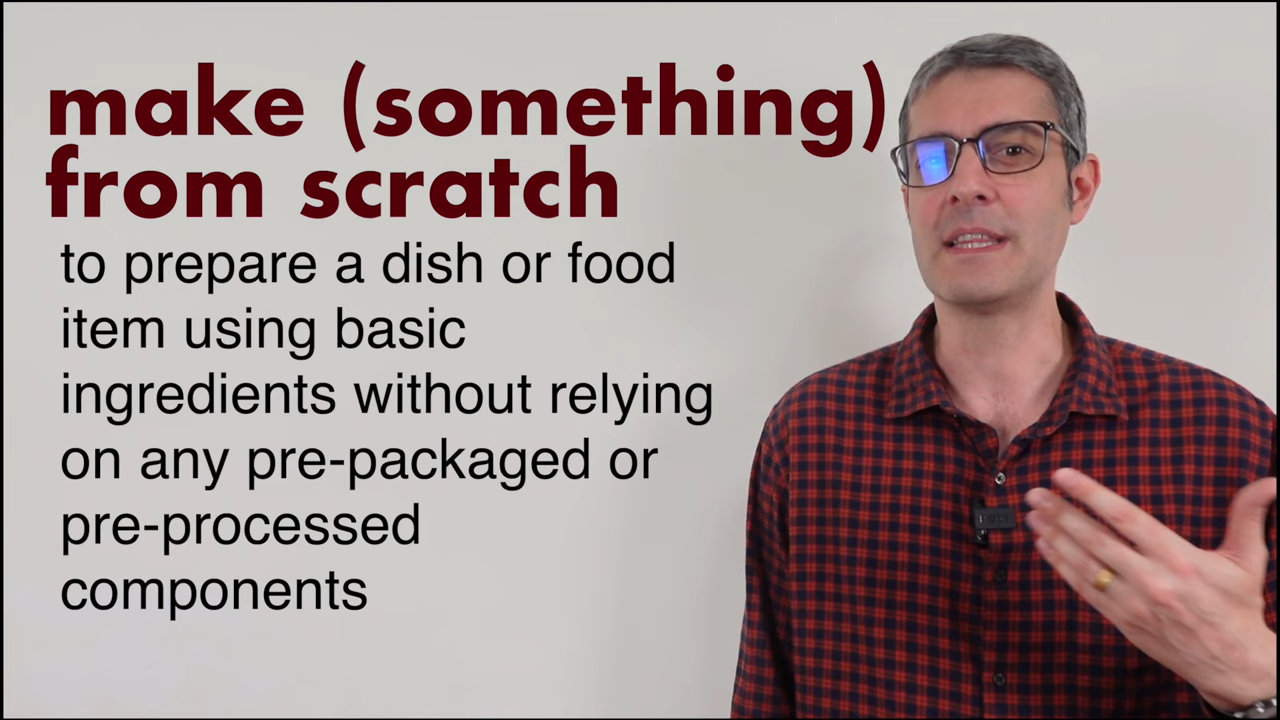 make (something)
from scratch
to prepare a dish or food
item using basic
ingredients without relying
on any pre-packaged or
pre-processed
components